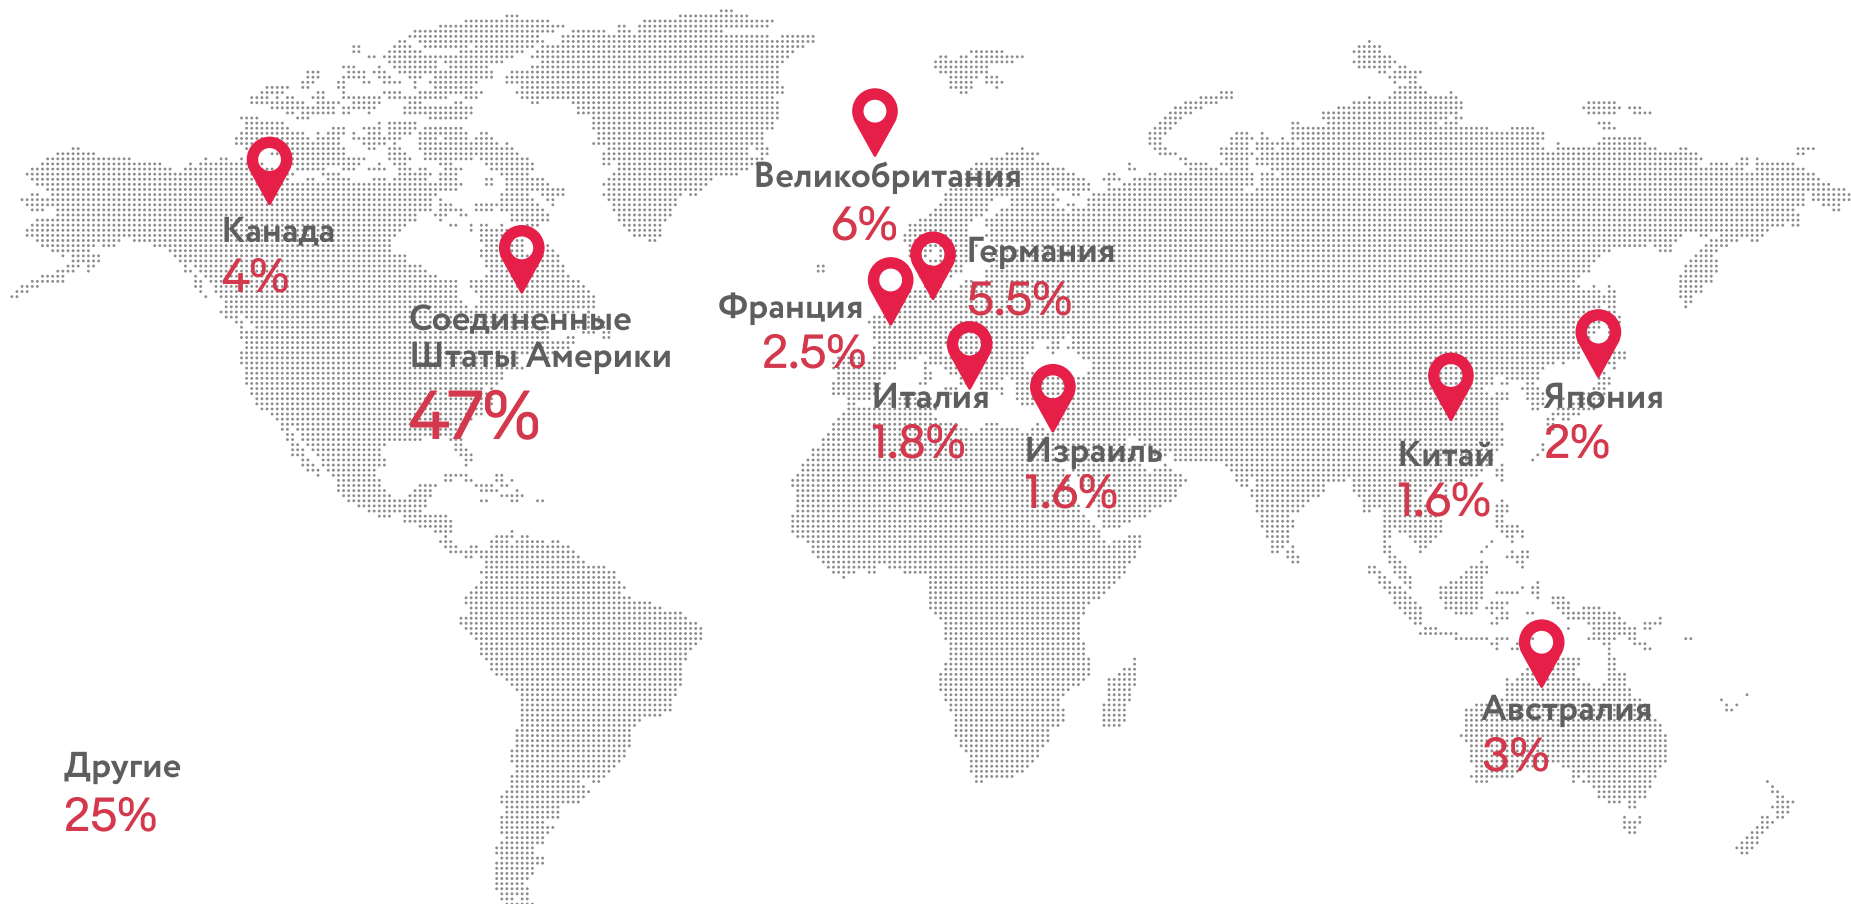 Великобритания
6%
Канада
4%
Германия
5.5%
Соединенные
Штаты Америки
47%
Франция
2.5%
Италия
1.8%
Израиль
1.6%
Китай
1.6%
Япония
2%
Австралия
3%
Другие
25%